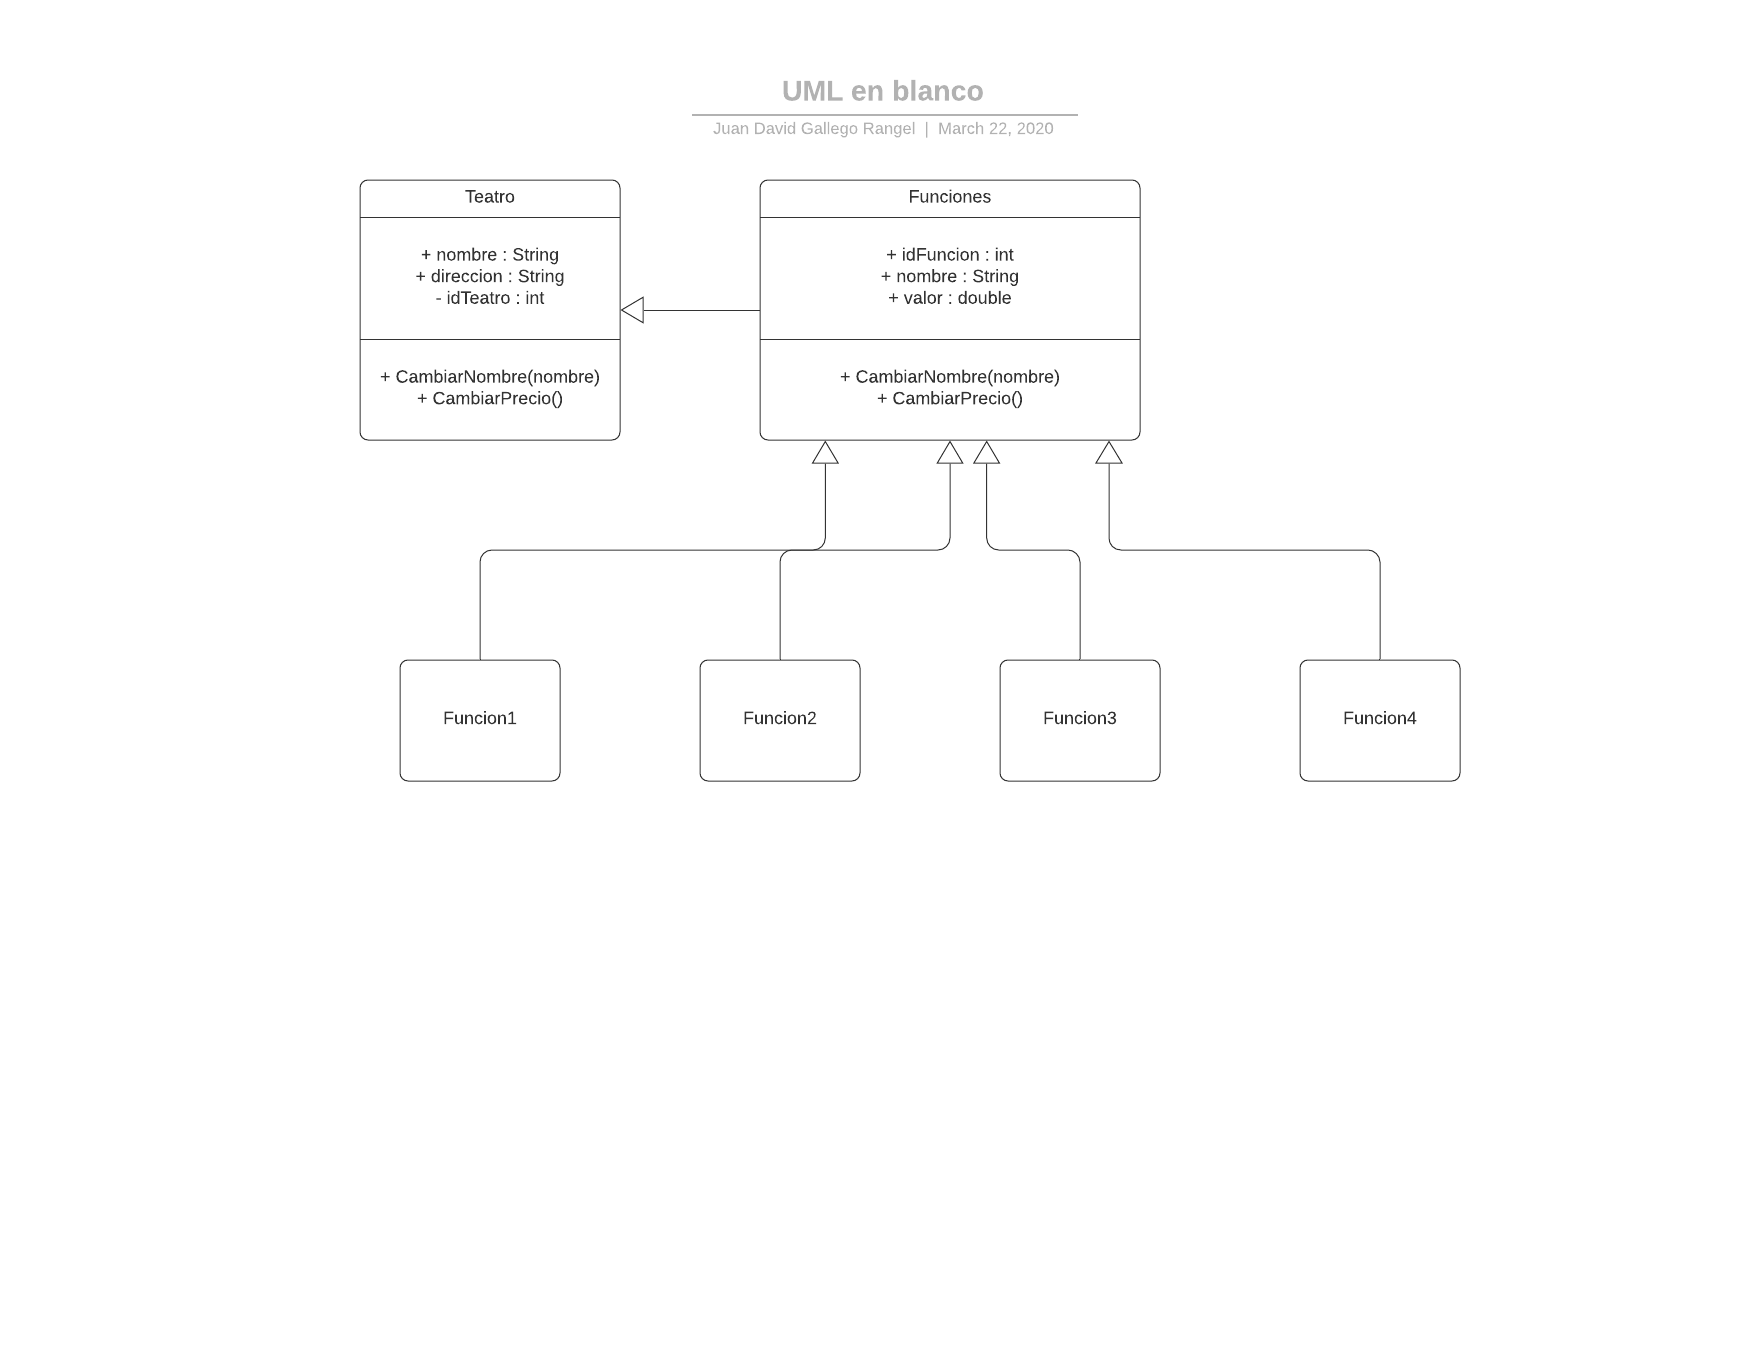 UML en blanco
Juan David Gallego Rangel | March 22, 2020
Teatro
+ nombre : String
+ direccion : String
- idTeatro : int
+ CambiarNombre(nombre)
+ CambiarPrecio()
Funciones
+ idFuncion : int
+ nombre : String
+ valor : double
+ CambiarNombre(nombre)
+ CambiarPrecio()
Funcion1
Funcion2
Funcion3
Funcion4